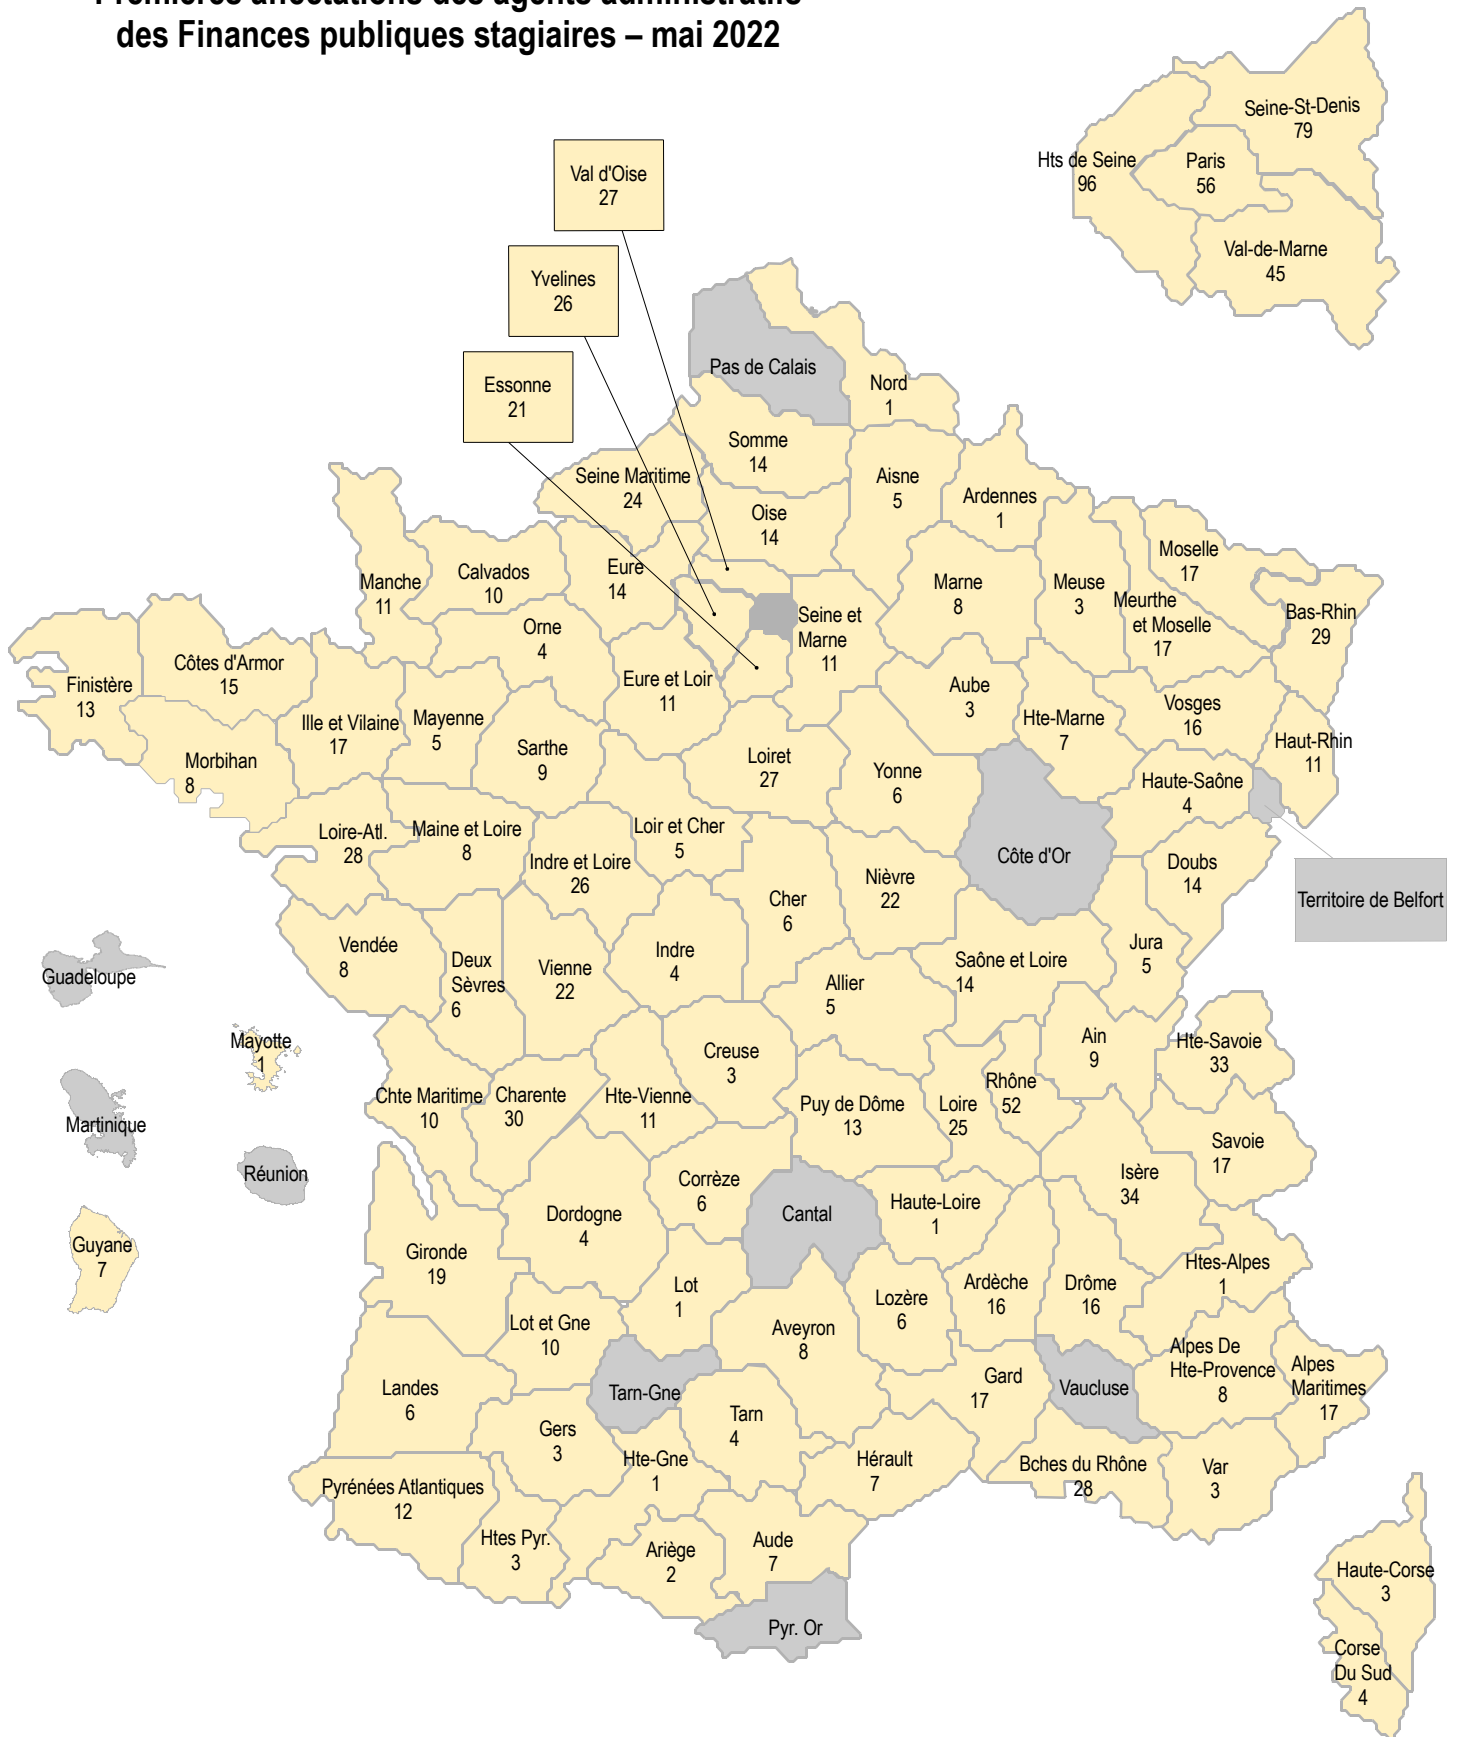 Premières affectations des agents administratifs
des Finances publiques stagiaires – mai 2022
Seine-St-Denis
79
Hts de Seine
96
Paris
56
Val-de-Marne
45
Val d'Oise
27
Yvelines
26
Essonne
21
Pas de Calais
Nord
1
Somme
14
Seine Maritime
24
Aisne
5
Ardennes
1
Oise
14
Moselle
17
Manche
11
Calvados
10
Eure
14
Marne
8
Meuse
3
Meurthe
et Moselle
17
Bas-Rhin
29
Seine et
Marne
11
Orne
4
Côtes d'Armor
15
Finistère
13
Eure et Loir
11
Aube
3
Vosges
16
Hte-Marne
7
Ille et Vilaine
17
Mayenne
5
Sarthe
9
Morbihan
8
Loiret
27
Yonne
6
Haut-Rhin
11
Haute-Saône
4
Loire-Atl.
28
Maine et Loire
8
Loir et Cher
5
Indre et Loire
26
Côte d'Or
Doubs
14
Nièvre
22
Cher
6
Territoire de Belfort
Vendée
8
Deux
Sèvres
6
Vienne
22
Indre
4
Jura
5
Saône et Loire
14
Allier
5
Guadeloupe
Mayotte
1
Creuse
3
Ain
9
Hte-Savoie
33
Rhône
52
Chte Maritime
10
Charente
30
Hte-Vienne
11
Puy de Dôme
13
Loire
25
Martinique
Savoie
17
Isère
34
Réunion
Corrèze
6
Cantal
Haute-Loire
1
Dordogne
4
Guyane
7
Gironde
19
Htes-Alpes
1
Lot
1
Lozère
6
Ardèche
16
Drôme
16
Lot et Gne
10
Aveyron
8
Alpes De
Hte-Provence
8
Alpes
Maritimes
17
Landes
6
Tarn-Gne
Gard
17
Vaucluse
Gers
3
Tarn
4
Hte-Gne
1
Hérault
7
Bches du Rhône
28
Var
3
Pyrénées Atlantiques
12
Htes Pyr.
3
Ariège
2
Aude
7
Haute-Corse
3
Pyr. Or
Corse
Du Sud
4